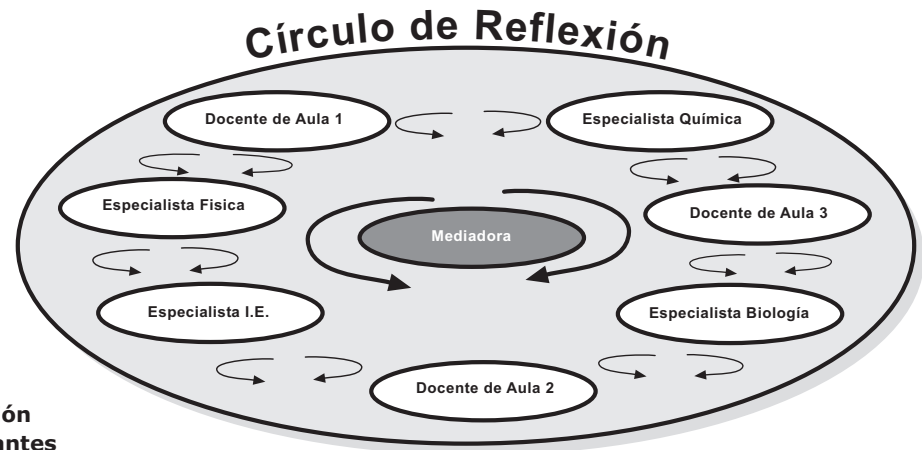 Círculo de Reflexión
Docente de Aula 1
Especialista Química
Especialista Fisica
Docente de Aula 3
Mediadora
Especialista I.E.
Especialista Biología
Docente de Aula 2
ón
antes